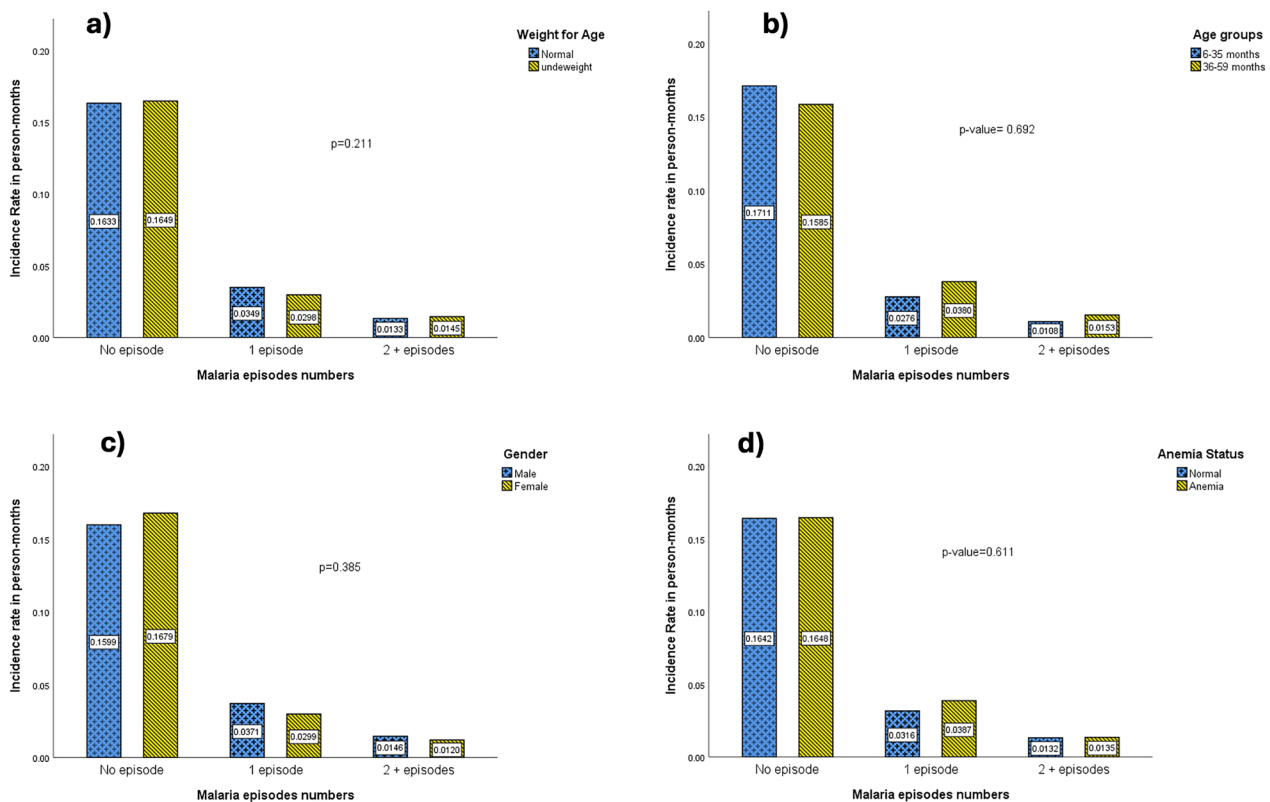 a)
Weight for Age
Normal
undeweight
Incidence Rate in person-months
0.20
0.15
0.10
0.05
0.00
p=0.211
0.1633
0.1649
0.0349
0.0298
0.0133
0.0145
No episode
1 episode
2 + episodes
Malaria episodes numbers
b)
Age groups
6-35 months
36-59 months
Incidence rate in person-months
0.20
0.15
0.10
0.05
0.00
p-value= 0.692
0.1711
0.1585
0.0276
0.0380
0.0108
0.0153
No episode
1 episode
2 + episodes
Malaria episodes numbers
c)
Gender
Male
Female
Incidence Rate in person-months
0.20
0.15
0.10
0.05
0.00
p=0.385
0.1599
0.1679
0.0371
0.0299
0.0146
0.0120
No episode
1 episode
2 + episodes
Malaria episodes numbers
d)
Anemia Status
Normal
Anemia
Incidence Rate in person-months
0.20
0.15
0.10
0.05
0.00
p-value=0.611
0.1642
0.1648
0.0316
0.0387
0.0132
0.0135
No episode
1 episode
2 + episodes
Malaria episodes numbers